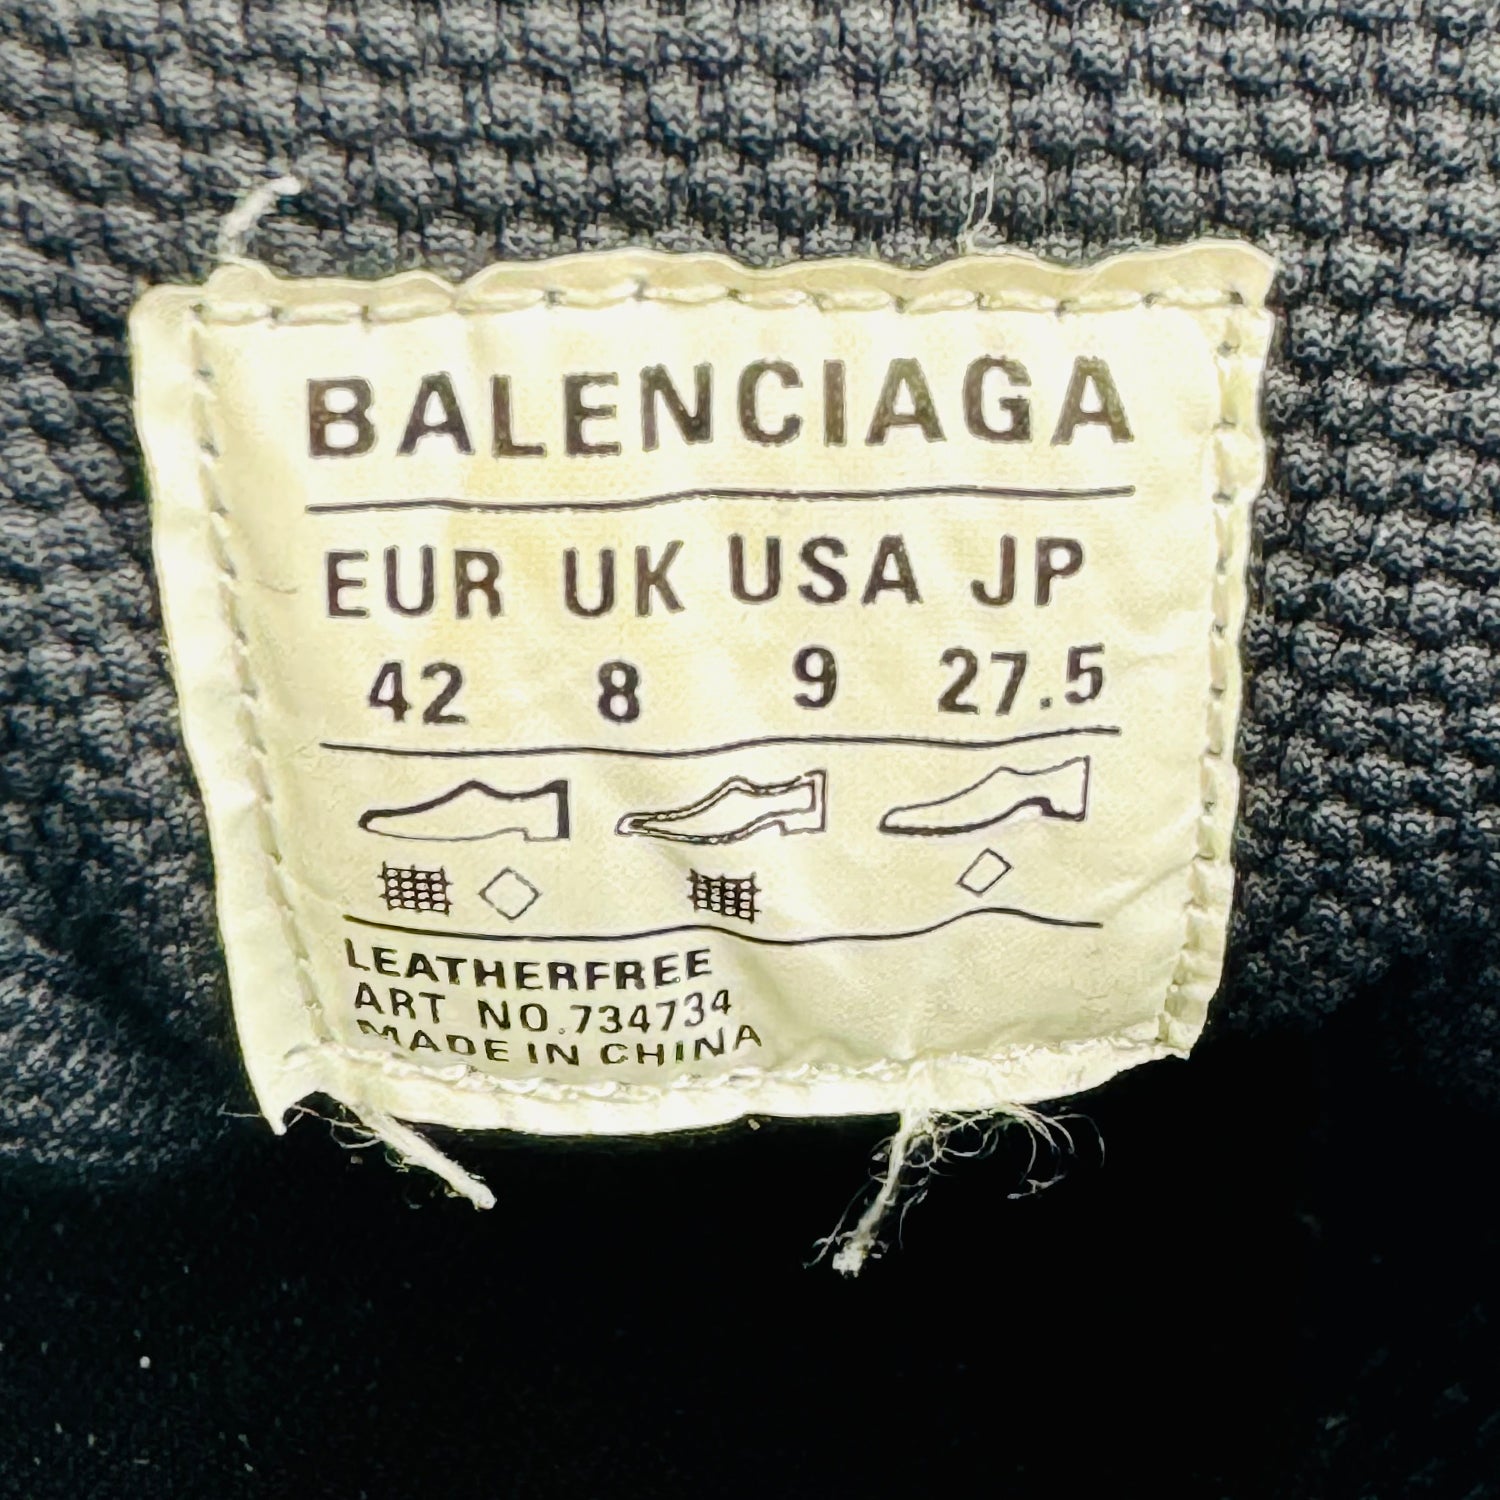 BALENCIAGA
EUR UK USA JP
42 8 9 27.5
LEATHERFREE
ART NO.734734
MADE IN CHINA